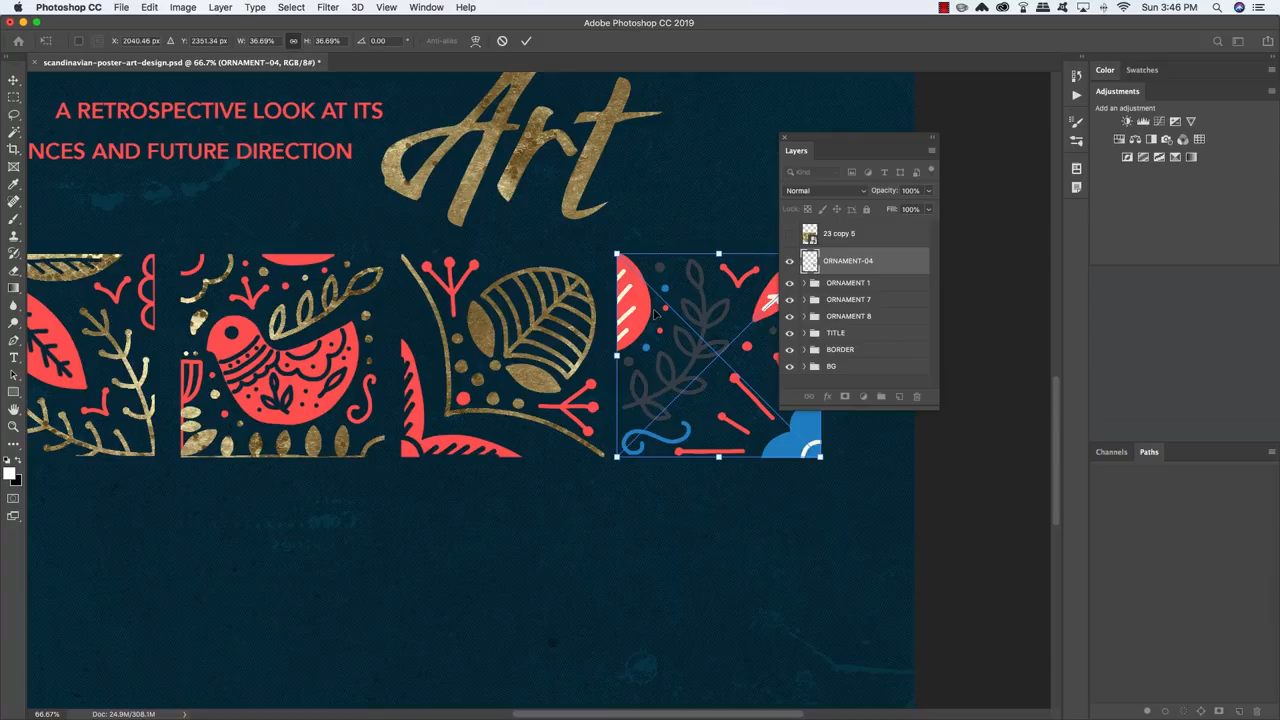 Photoshop CC File Edit Image Layer Type Select Filter 3D View Window Help Sun 3:46 PM
Adobe Photoshop CC 2019
X: 2040.46 px Y: 2351.34 px W: 36.69% H: 36.69% 0.00 ° Anti-alias
× scandinavian-poster-art-design.psd @ 66.7% (ORNAMENT-04, RGB/8#) *
Color Swatches
Adjustments
Add an adjustment
A RETROSPECTIVE LOOK AT ITS
NCES AND FUTURE DIRECTION
Art
Layers
Kind
Normal Opacity: 100%
Lock: Fill: 100%
23 copy 5
ORNAMENT-04
ORNAMENT 1
ORNAMENT 7
ORNAMENT 8
TITLE
BORDER
BG
fx
Channels Paths
66.67% Doc: 24.9M/308.1M